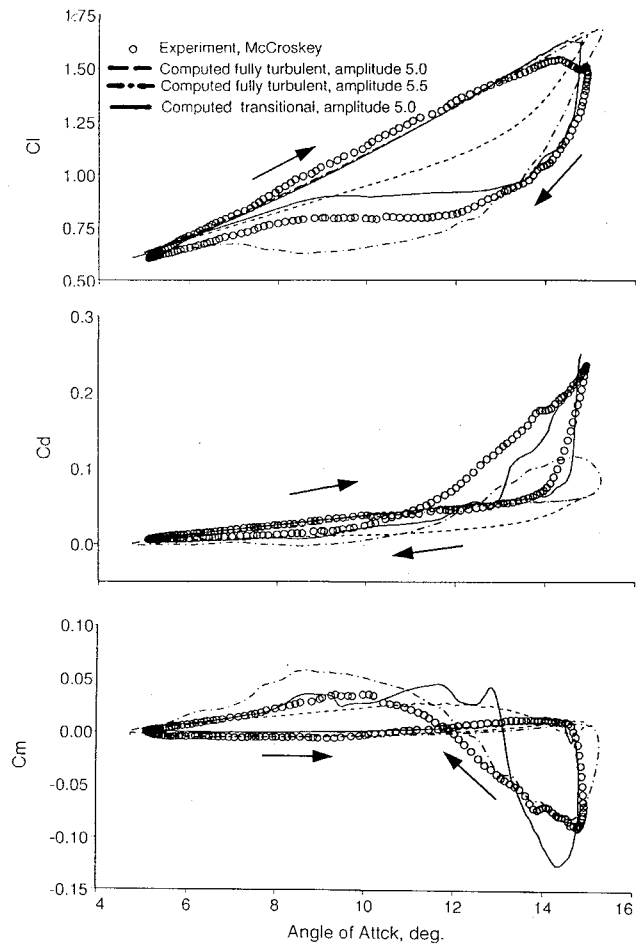 1.75
Experiment, McCroskey
Computed fully turbulent, amplitude 5.0
Computed fully turbulent, amplitude 5.5
Computed transitional, amplitude 5.0
1.50
1.25
Cl
1.00
0.75
0.50
0.3
0.2
Cd
0.1
0.0
0.10
0.05
0.00
Cm
-0.05
-0.10
-0.15
4 6 8 10 12 14 16
Angle of Attck, deg.